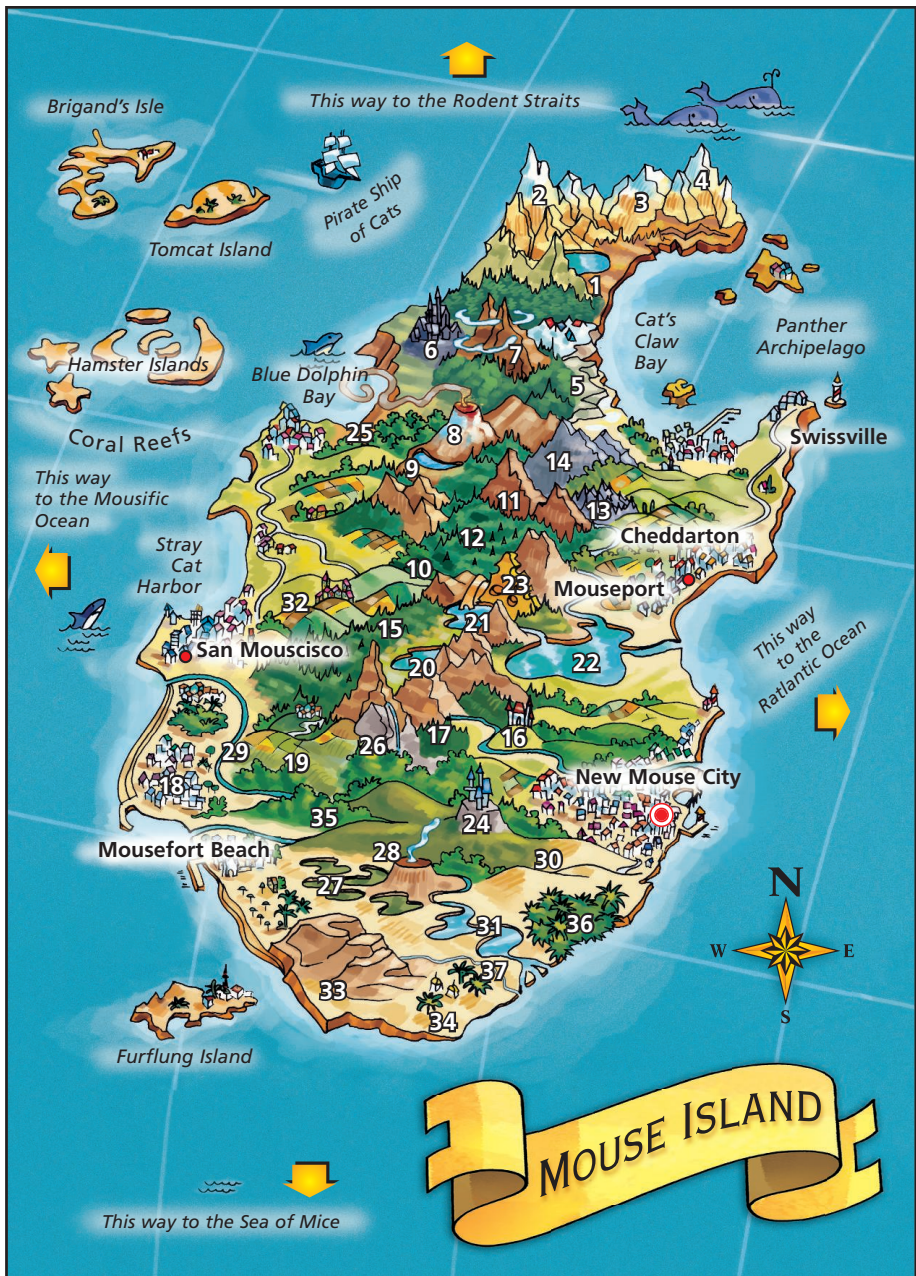 Brigand's Isle
This way to the Rodent Straits
Pirate Ship
of Cats
Tomcat Island
2
3
4
1
Cat's
Claw
Bay
Panther
Archipelago
Hamster Islands
Blue Dolphin
Bay
6
7
5
Coral Reefs
25
8
9
14
Swissville
This way
to the Mousific
Ocean
11
13
12
Cheddarton
Stray
Cat
Harbor
10
23
Mouseport
32
15
21
San Mouscisco
20
22
This way
to the
Ratlantic Ocean
29
19
26
17
16
18
New Mouse City
35
24
Mousefort Beach
28
30
27
31
36
N
W
E
S
33
37
34
Furflung Island
MOUSE ISLAND
This way to the Sea of Mice